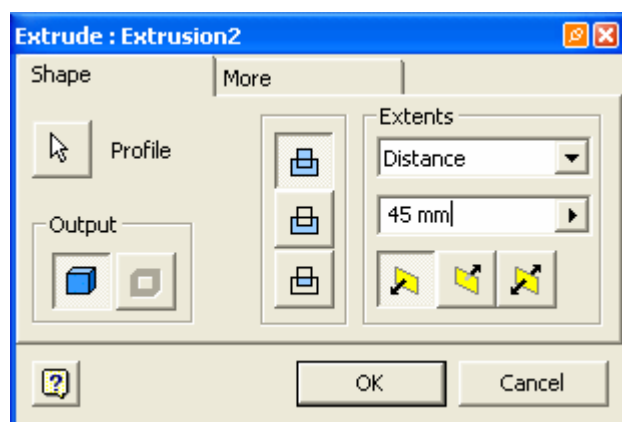 Extrude : Extrusion2
Shape
More
Profile
Output
Extents
Distance
45 mm
OK
Cancel